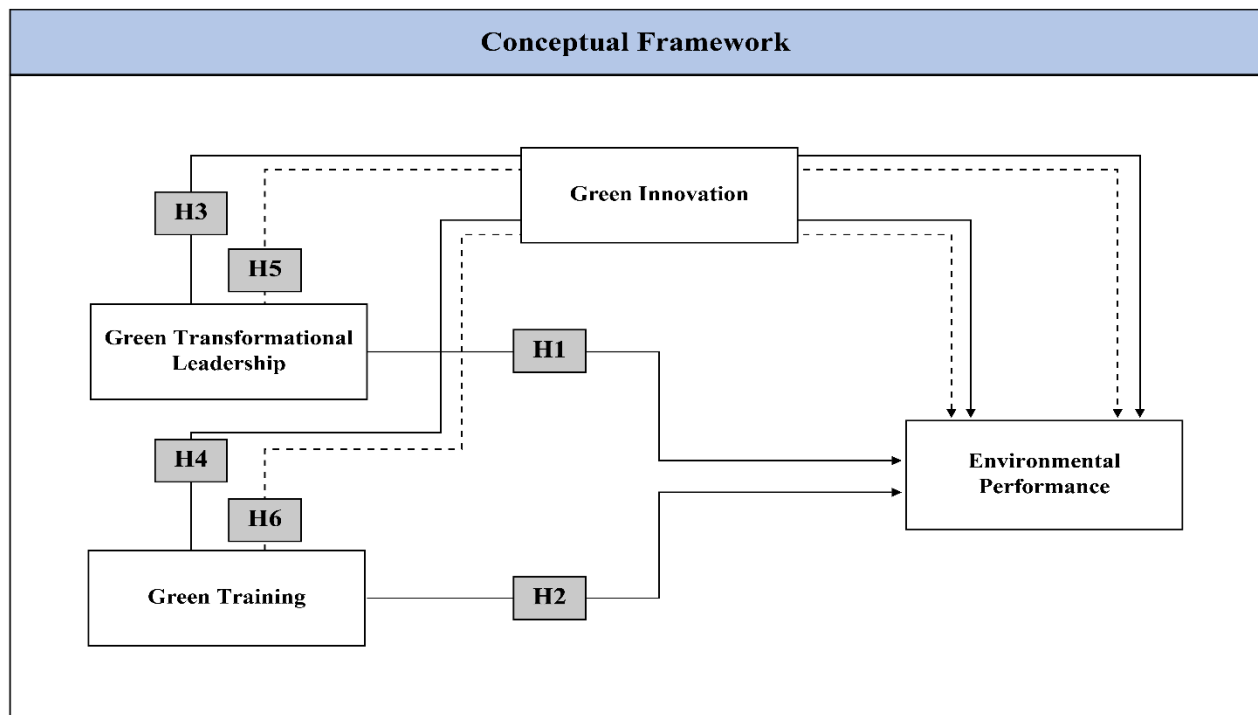 Conceptual Framework
Green Innovation
H3
H5
Green Transformational
Leadership
H1
H4
Environmental
Performance
H6
Green Training
H2